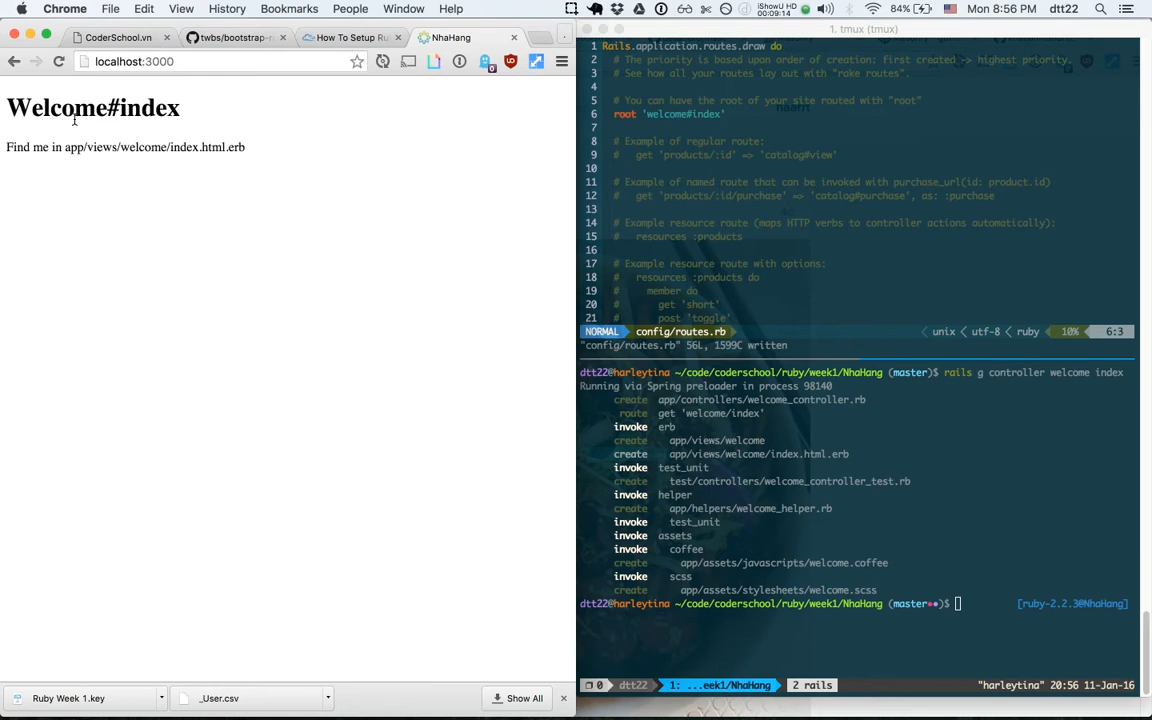 Chrome File Edit View History Bookmarks People Window Help
iShowU HD
00:09:14
84% Mon 8:56 PM dtt22
CoderSchool.vn
twbs/bootstrap-
How To Setup Ru
NhaHang
localhost:3000
0
Welcome#index
Find me in app/views/welcome/index.html.erb
Ruby Week 1.key
_User.csv
Show All
1. tmux (tmux)
1 Rails.application.routes.draw do
2 # The priority is based upon order of creation: first created -> highest priority.
3 # See how all your routes lay out with "rake routes".
4
5 # You can have the root of your site routed with "root"
6 root 'welcome#index'
7
8 # Example of regular route:
9 # get 'products/:id' => 'catalog#view'
10
11 # Example of named route that can be invoked with purchase_url(id: product.id)
12 # get 'products/:id/purchase' => 'catalog#purchase', as: :purchase
13
14 # Example resource route (maps HTTP verbs to controller actions automatically):
15 # resources :products
16
17 # Example resource route with options:
18 # resources :products do
19 # member do
20 # get 'short'
21 # post 'toggle'
NORMAL config/routes.rb unix utf-8 ruby 10% 6:3
"config/routes.rb" 56L, 1599C written
dtt22@harleytina ~/code/coderschool/ruby/week1/NhaHang (master)$ rails g controller welcome index
Running via Spring preloader in process 98140
create app/controllers/welcome_controller.rb
route get 'welcome/index'
invoke erb
create app/views/welcome
create app/views/welcome/index.html.erb
invoke test_unit
create test/controllers/welcome_controller_test.rb
invoke helper
create app/helpers/welcome_helper.rb
invoke test_unit
invoke assets
invoke coffee
create app/assets/javascripts/welcome.coffee
invoke scss
create app/assets/stylesheets/welcome.scss
dtt22@harleytina ~/code/coderschool/ruby/week1/NhaHang (master••)$ [ruby-2.2.3@NhaHang]
0 dtt22 1: ...eek1/NhaHang 2 rails "harleytina" 20:56 11-Jan-16